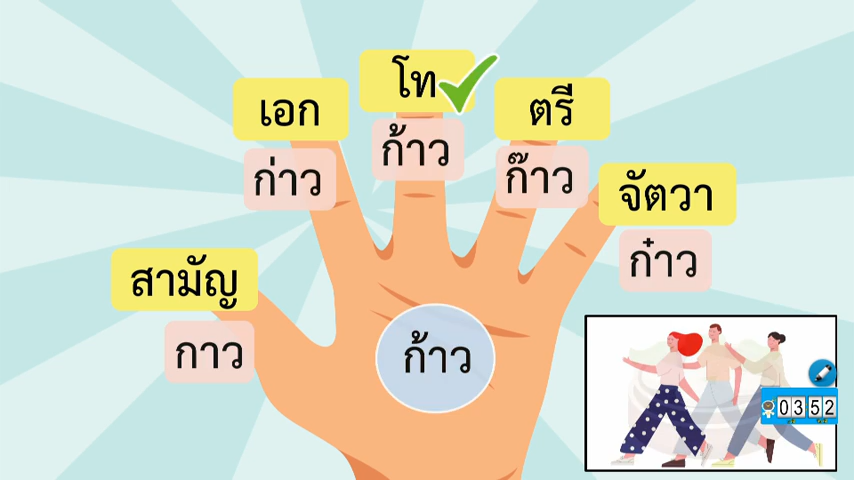 โท
เอก
ตรี
ก้าว
ก่าว
ก๊าว
จัตวา
ก๋าว
สามัญ
กาว
ก้าว
0352